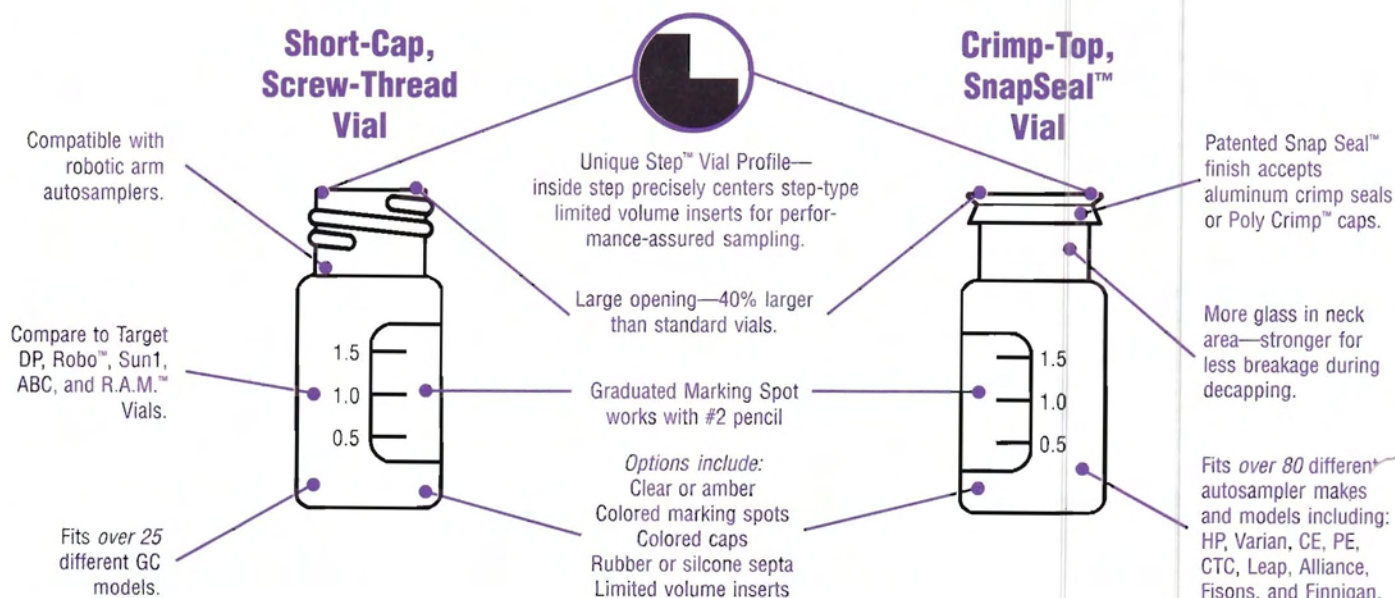 Short-Cap,
Screw-Thread
Vial
Compatible with
robotic arm
autosamplers.
Compare to Target
DP, Robo™, Sun1,
ABC, and R.A.M.™
Vials.
Fits over 25
different GC
models.
1.5
1.0
0.5
Unique Step™ Vial Profile—
inside step precisely centers step-type
limited volume inserts for perfor-
mance-assured sampling.
Large opening—40% larger
than standard vials.
Graduated Marking Spot
works with #2 pencil
Options include:
Clear or amber
Colored marking spots
Colored caps
Rubber or silcone septa
Limited volume inserts
Crimp-Top,
SnapSeal™
Vial
1.5
1.0
0.5
Patented Snap Seal™
finish accepts
aluminum crimp seals
or Poly Crimp™ caps.
More glass in neck
area—stronger for
less breakage during
decapping.
Fits over 80 different
autosampler makes
and models including:
HP, Varian, CE, PE,
CTC, Leap, Alliance,
Fisons, and Finnigan.